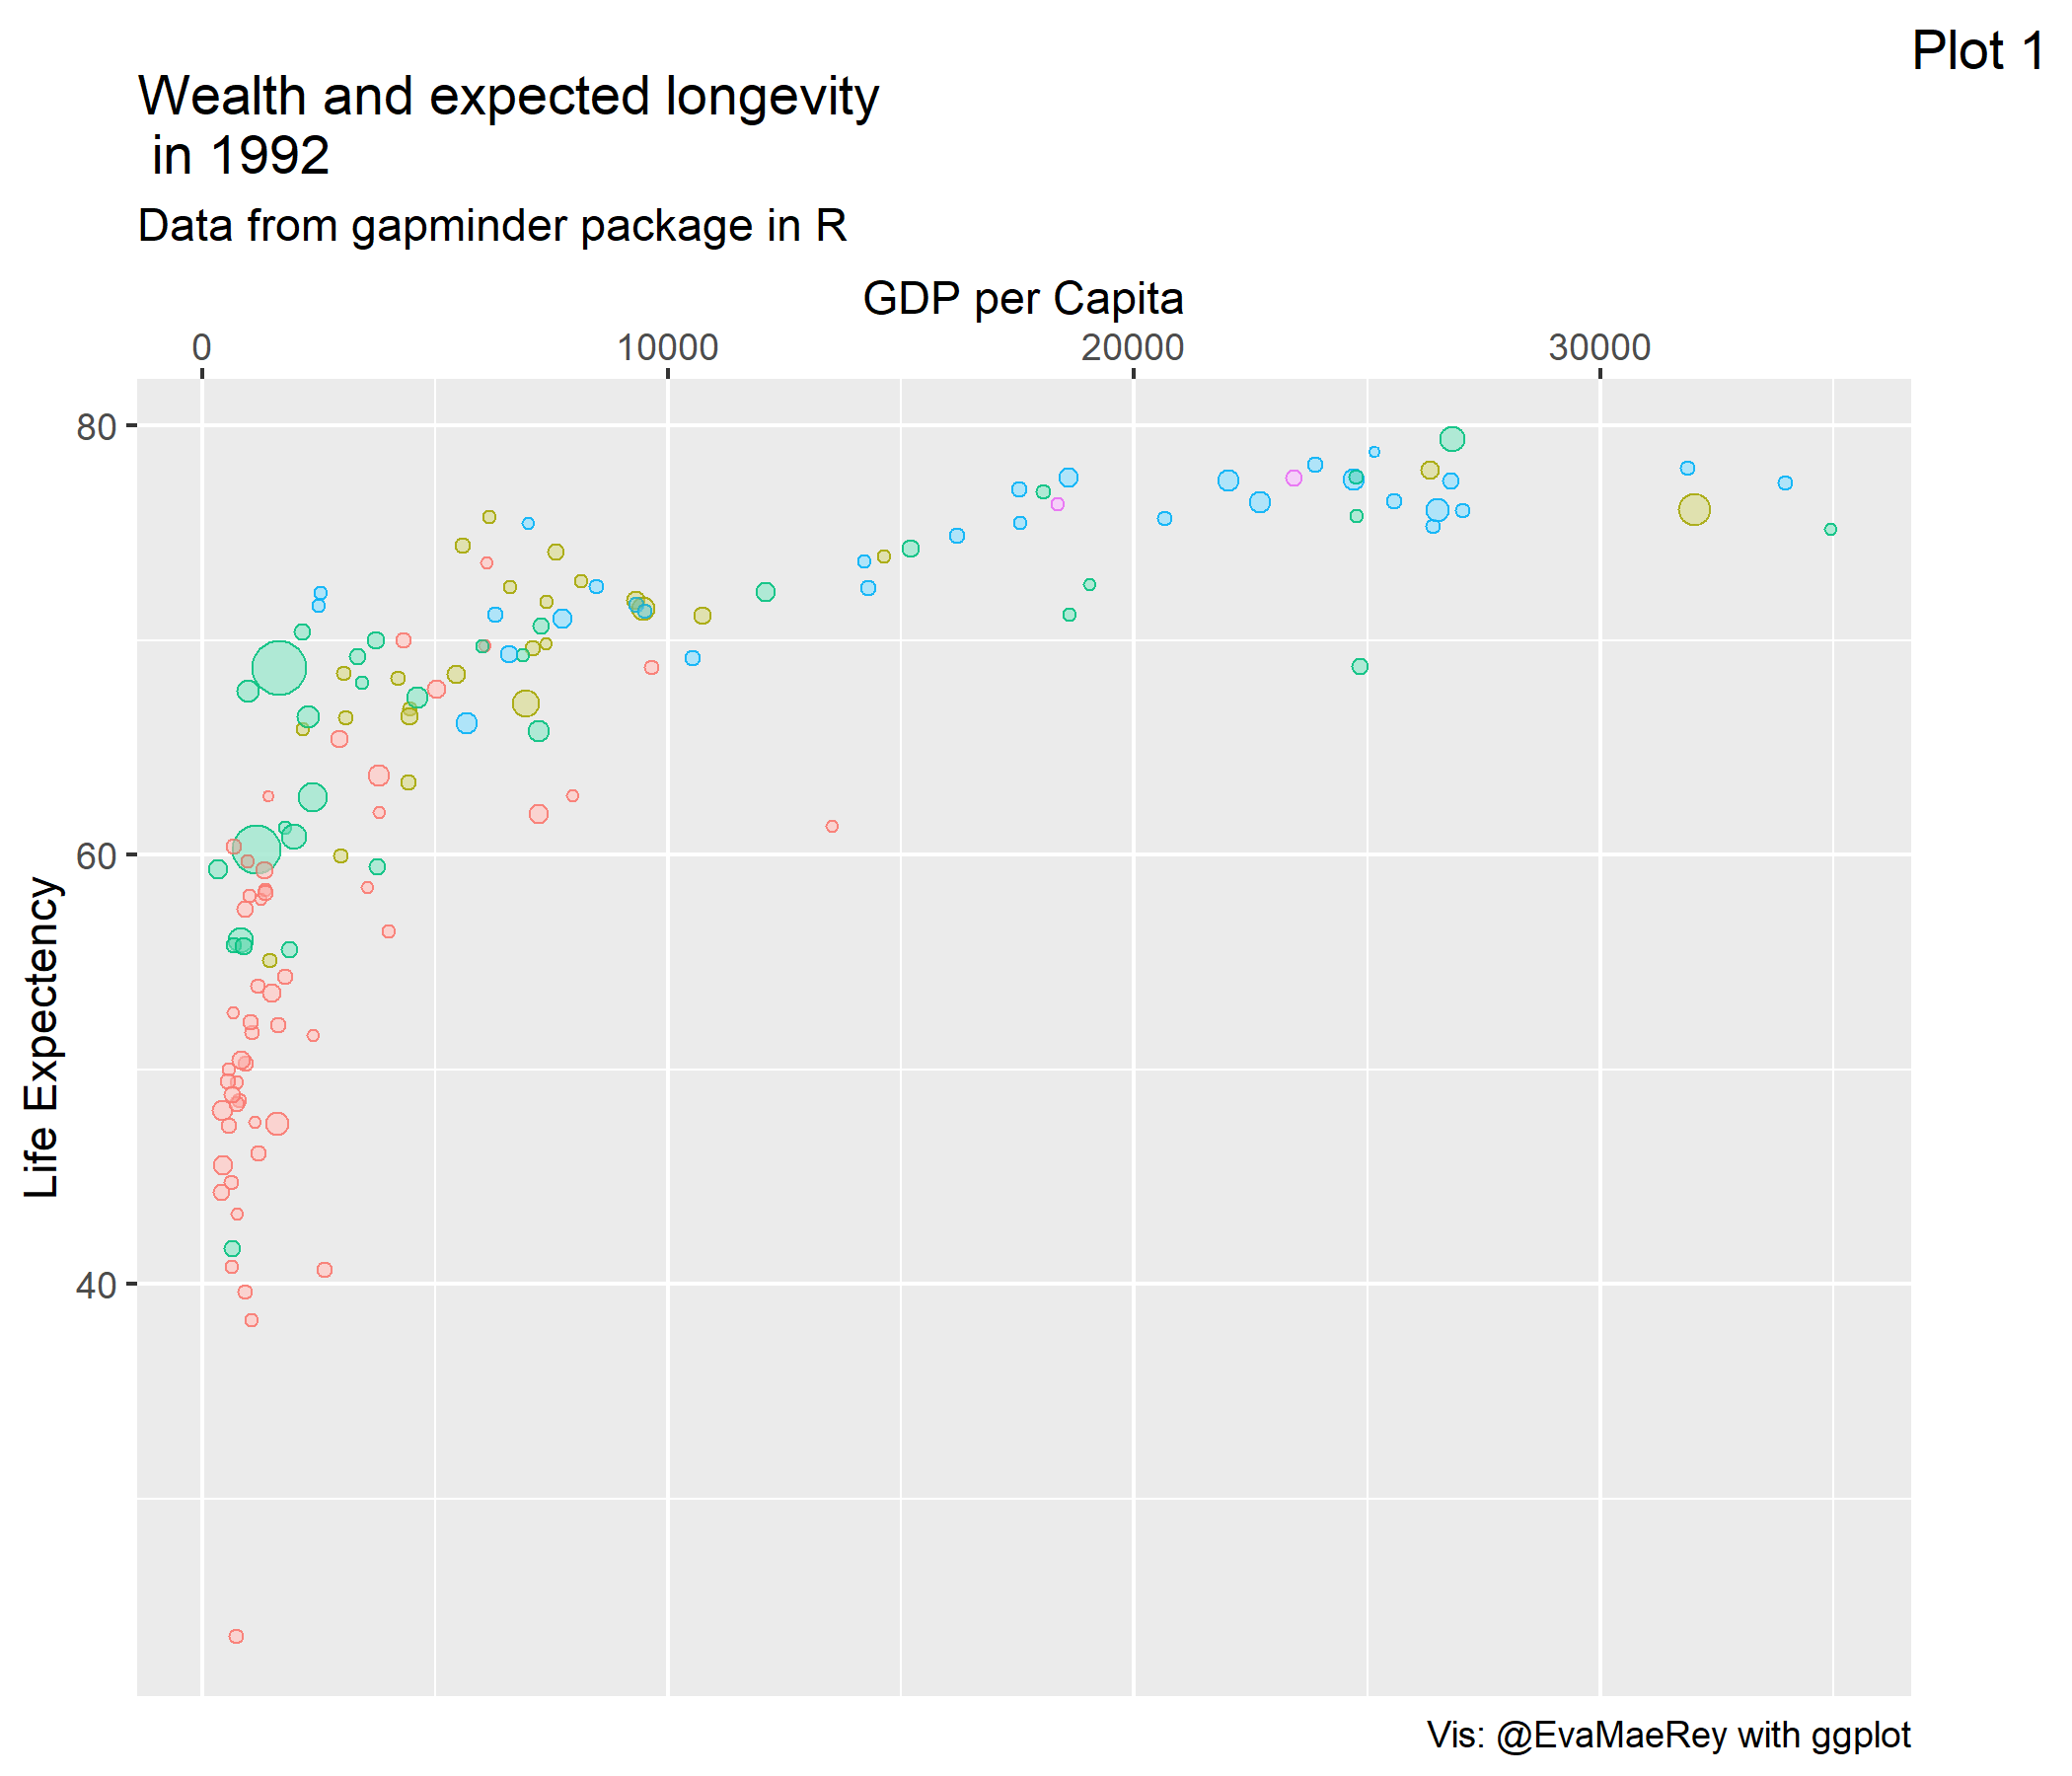 Plot 1
Wealth and expected longevity
in 1992
Data from gapminder package in R
GDP per Capita
0 10000 20000 30000
80
60
40
Life Expectency
Vis: @EvaMaeRey with ggplot